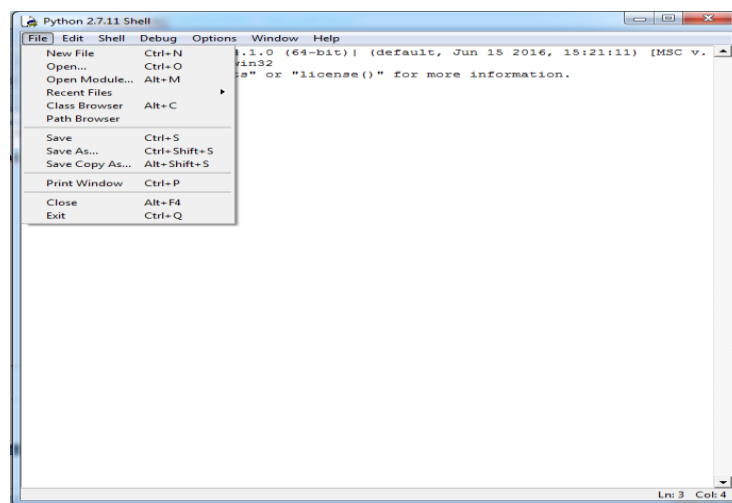 Python 2.7.11 Shell
File Edit Shell Debug Options Window Help
New File Ctrl+N
Open... Ctrl+O
Open Module... Alt+M
Recent Files
Class Browser Alt+C
Path Browser
Save Ctrl+S
Save As... Ctrl+Shift+S
Save Copy As... Alt+Shift+S
Print Window Ctrl+P
Close Alt+F4
Exit Ctrl+Q
.1.0 (64-bit)| (default, Jun 15 2016, 15:21:11) [MSC v.
in32
s" or "license()" for more information.
Ln: 3 Col: 4